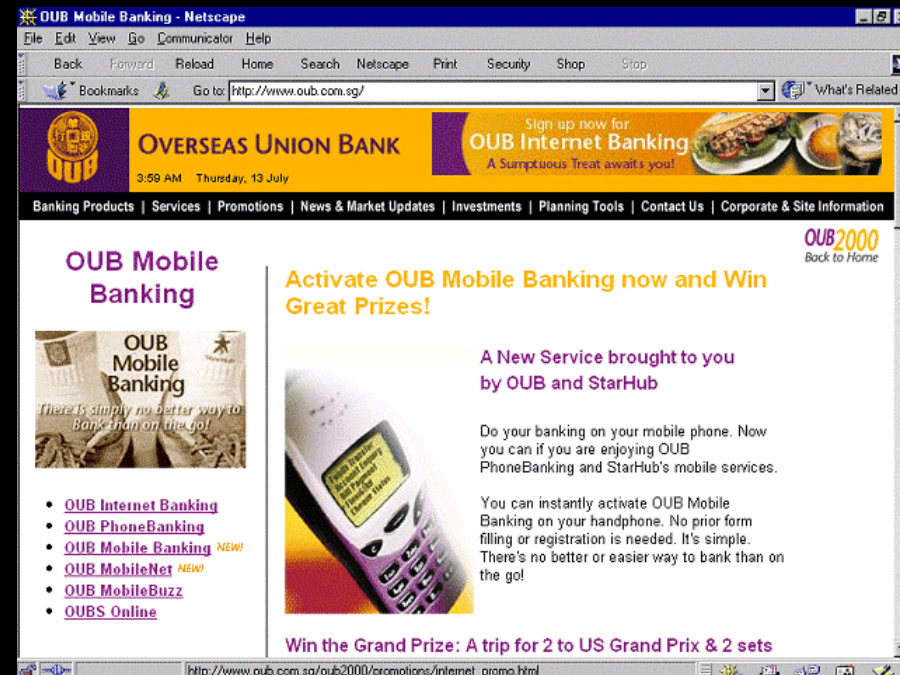 OUB Mobile Banking - Netscape
File Edit View Go Communicator Help
Back Forward Reload Home Search Netscape Print Security Shop Stop
Bookmarks Go to: http://www.oub.com.sg/ What's Related
OUB
OVERSEAS UNION BANK
3:59 AM Thursday, 13 July
Sign up now for
OUB Internet Banking
A Sumptuous Treat awaits you!
Banking Products | Services | Promotions | News & Market Updates | Investments | Planning Tools | Contact Us | Corporate & Site Information
OUB2000
Back to Home
OUB Mobile
Banking
OUB
Mobile
Banking
There is simply no better way to
Bank than on the go!
• OUB Internet Banking
• OUB PhoneBanking
• OUB Mobile Banking NEW!
• OUB MobileNet NEW!
• OUB MobileBuzz
• OUBS Online
Activate OUB Mobile Banking now and Win
Great Prizes!
Funds Transfer
Account Enquiry
Bill Payment
Cheque Status
A New Service brought to you
by OUB and StarHub
Do your banking on your mobile phone. Now
you can if you are enjoying OUB
PhoneBanking and StarHub's mobile services.
You can instantly activate OUB Mobile
Banking on your handphone. No prior form
filling or registration is needed. It's simple.
There's no better or easier way to bank than on
the go!
Win the Grand Prize: A trip for 2 to US Grand Prix & 2 sets
http://www.oub.com.sg/oub2000/promotions/internet_promo.html